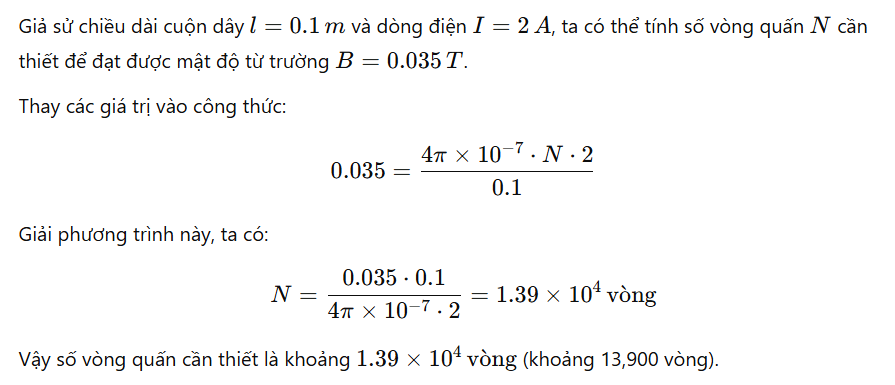 Giả sử chiều dài cuộn dây l = 0.1 m và dòng điện I = 2 A, ta có thể tính số vòng quấn N cần
thiết để đạt được mật độ từ trường B = 0.035 T.
Thay các giá trị vào công thức:
0.035 = \frac{4π × 10^{-7} · N · 2}{0.1}
Giải phương trình này, ta có:
N = \frac{0.035 · 0.1}{4π × 10^{-7} · 2} = 1.39 × 10^4 vòng
Vậy số vòng quấn cần thiết là khoảng 1.39 × 10^4 vòng (khoảng 13,900 vòng).